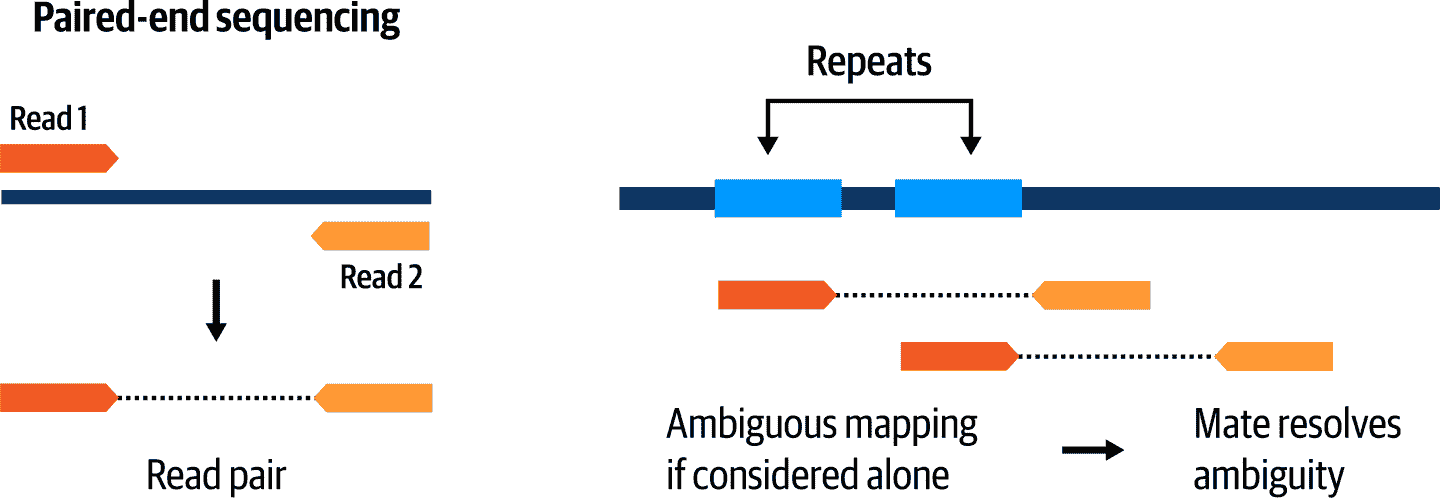 Paired-end sequencing
Read 1
Read 2
Read pair
Repeats
Ambiguous mapping
if considered alone
Mate resolves
ambiguity